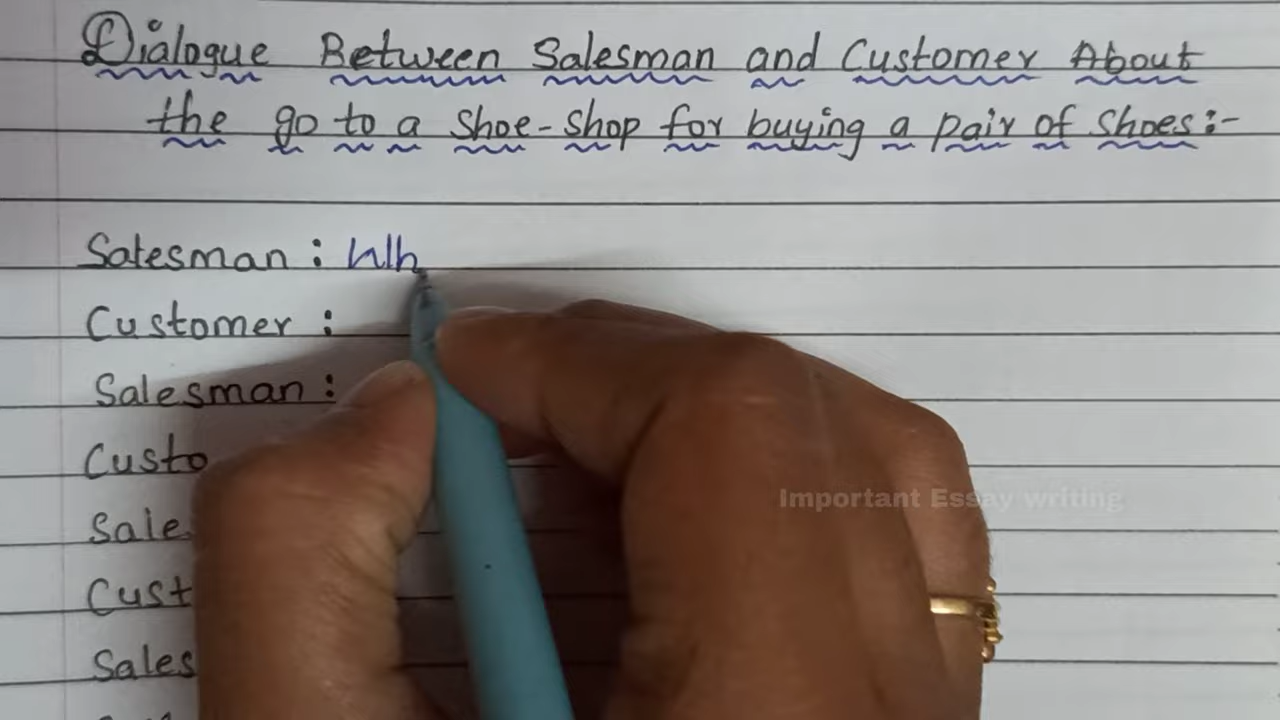 Dialogue Between Salesman and Customer About
the go to a Shoe-Shop for buying a pair of Shoes:-
Salesman : Wh
Customer :
Salesman :
Custo
Sale
Important Essay writing
Cust
Sales